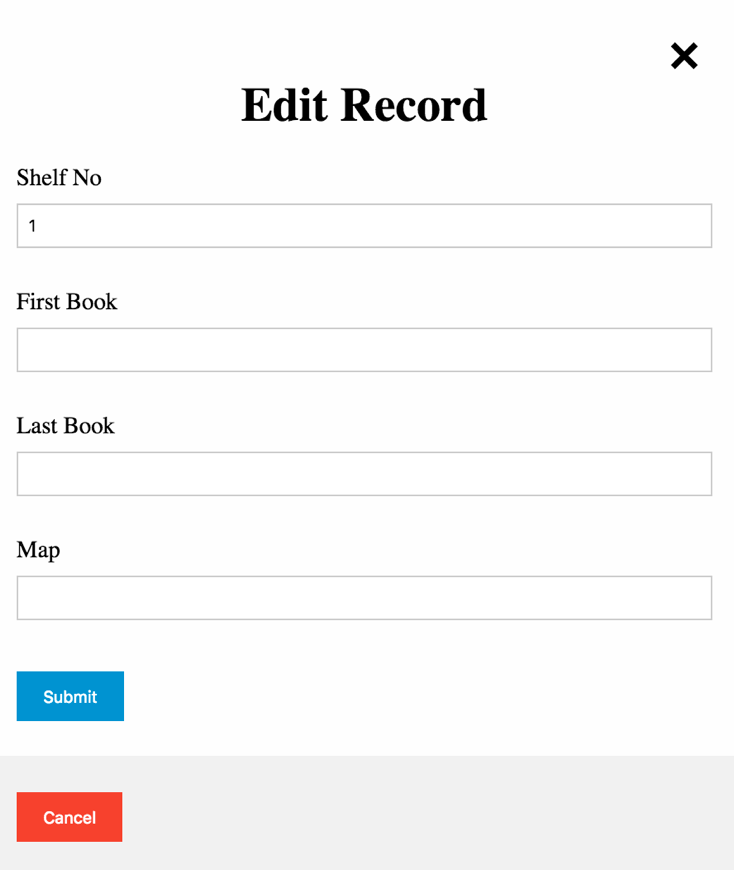 Edit Record
Shelf No
1
First Book
Last Book
Map
Submit
Cancel